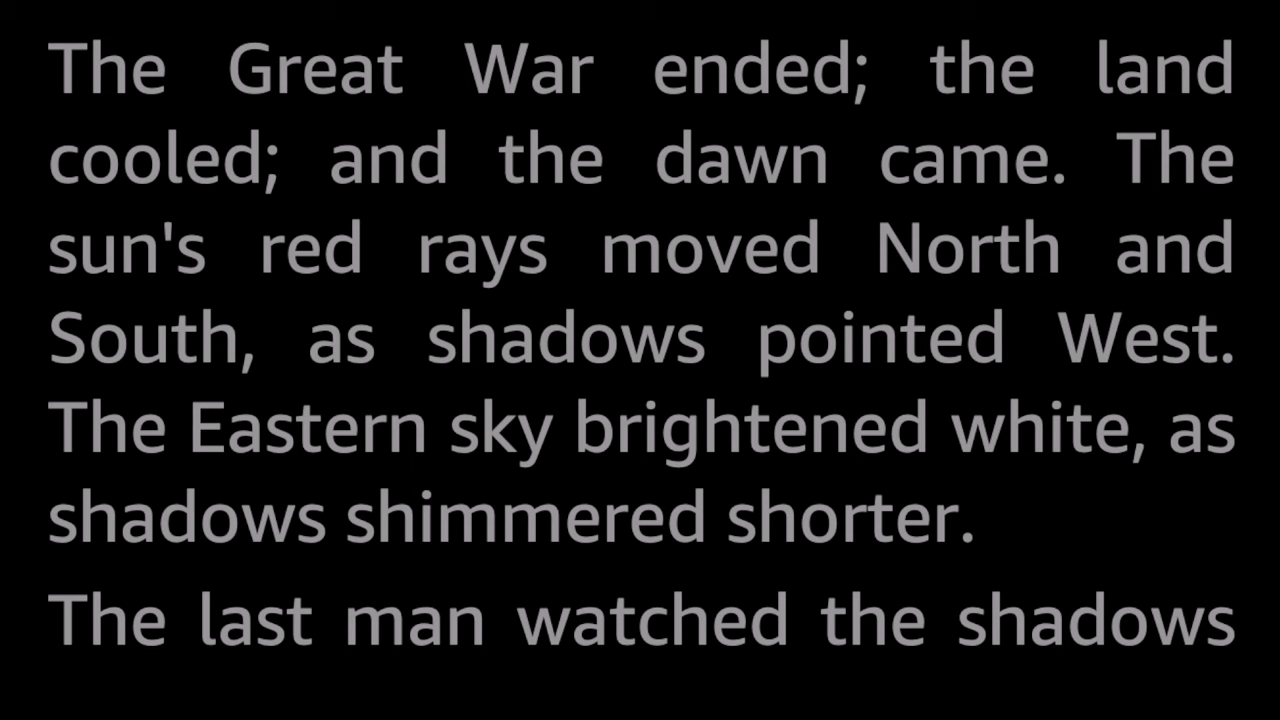 The Great War ended; the land
cooled; and the dawn came. The
sun's red rays moved North and
South, as shadows pointed West.
The Eastern sky brightened white, as
shadows shimmered shorter.
The last man watched the shadows